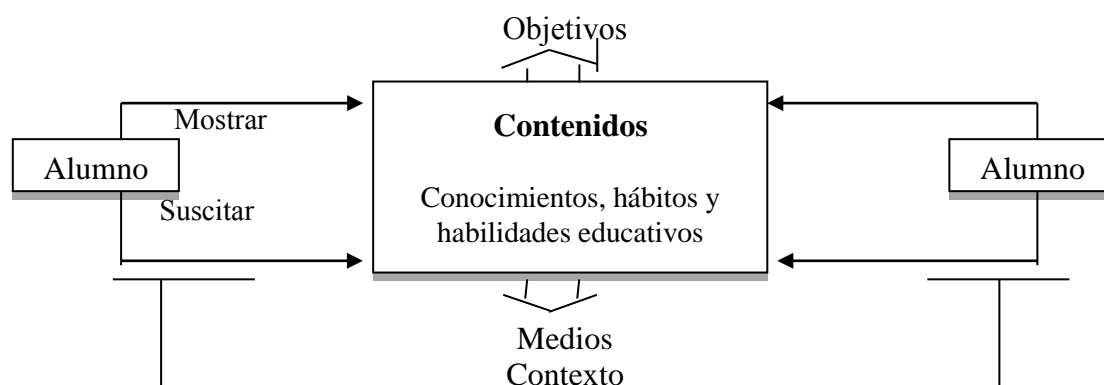 Objetivos
Mostrar
Contenidos
Alumno
Alumno
Conocimientos, hábitos y
habilidades educativos
Suscitar
Medios
Contexto